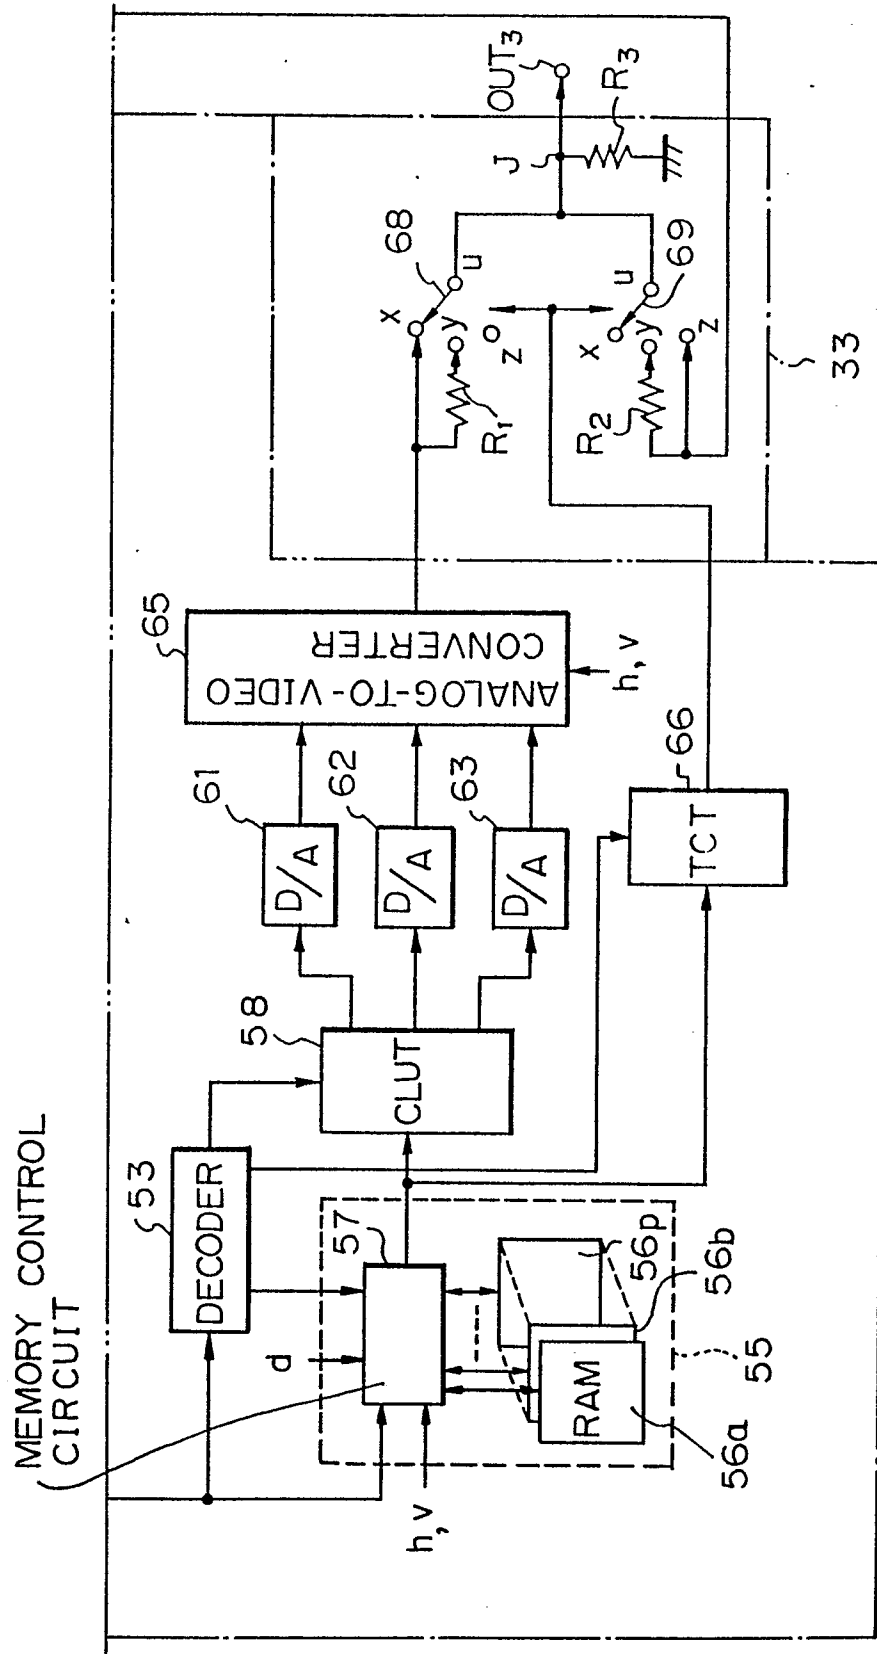 MEMORY CONTROL
CIRCUIT
53
DECODER
58
CLUT
61
D/A
62
D/A
63
D/A
65
ANALOG-TO-VIDEO
CONVERTER
h, v
d
57
h, v
RAM
56a
56b
56p
55
66
TCT
x
68
u
y
z
R1
J
OUT3
R3
x
u
69
y
z
R2
33